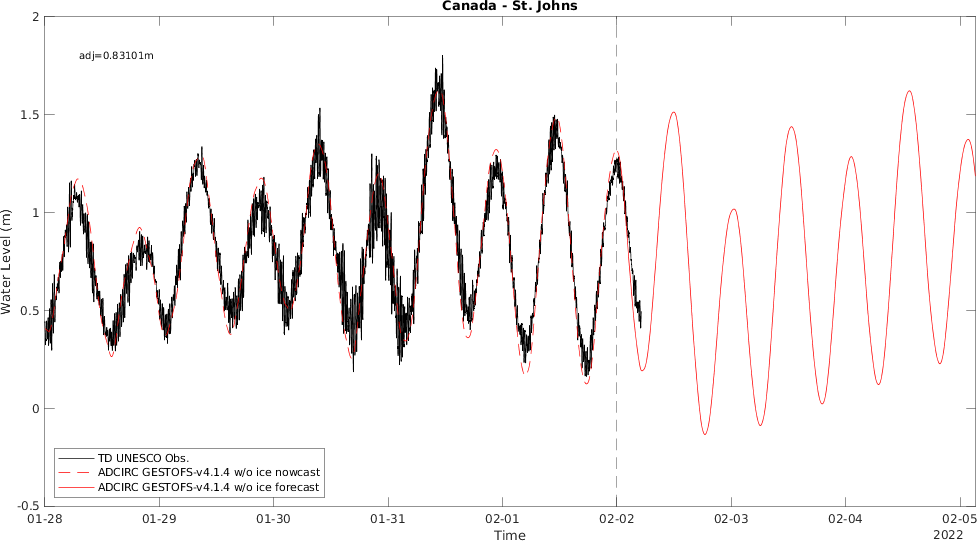 Canada - St. Johns
adj=0.83101m
2
1.5
1
0.5
0
-0.5
Water Level (m)
TD UNESCO Obs.
ADCIRC GESTOFS-v4.1.4 w/o ice nowcast
ADCIRC GESTOFS-v4.1.4 w/o ice forecast
01-28 01-29 01-30 01-31 02-01 02-02 02-03 02-04 02-05
Time
2022